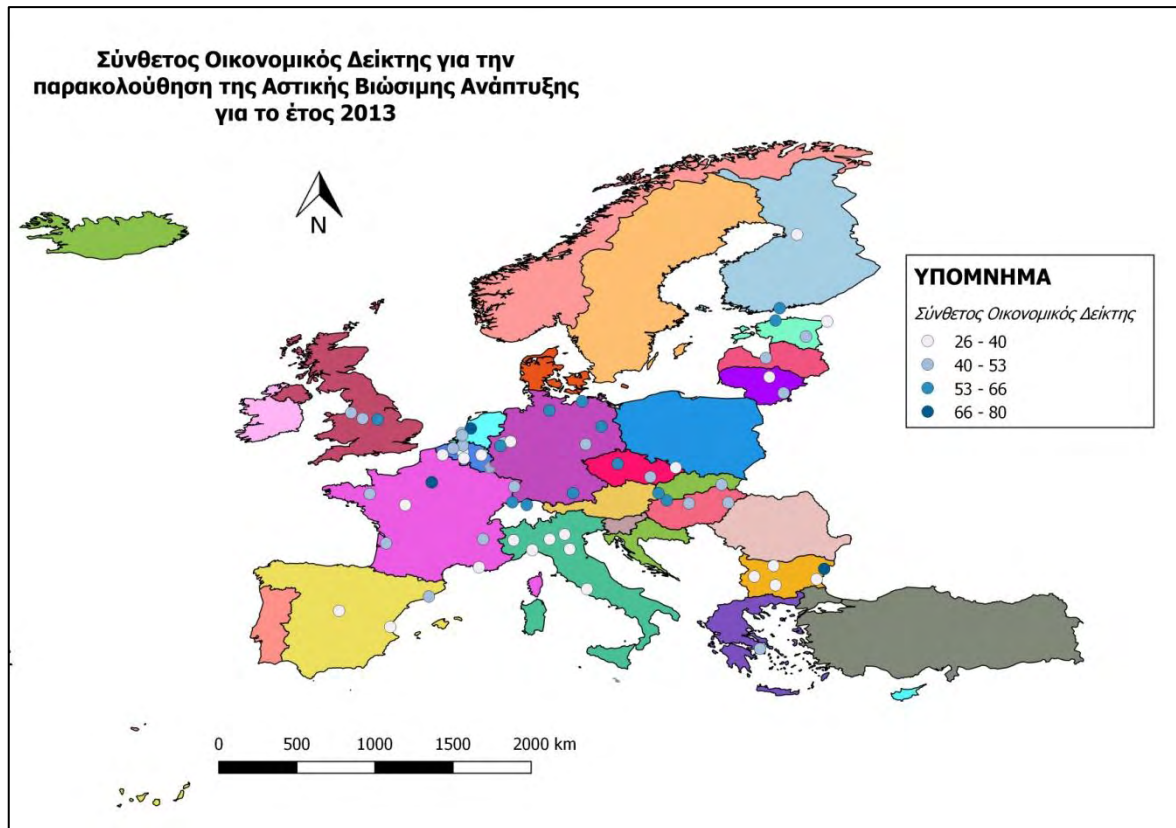 Σύνθετος Οικονομικός Δείκτης για την
παρακολούθηση της Αστικής Βιώσιμης Ανάπτυξης
για το έτος 2013
N
ΥΠΟΜΝΗΜΑ
Σύνθετος Οικονομικός Δείκτης
26 - 40
40 - 53
53 - 66
66 - 80
0 500 1000 1500 2000 km